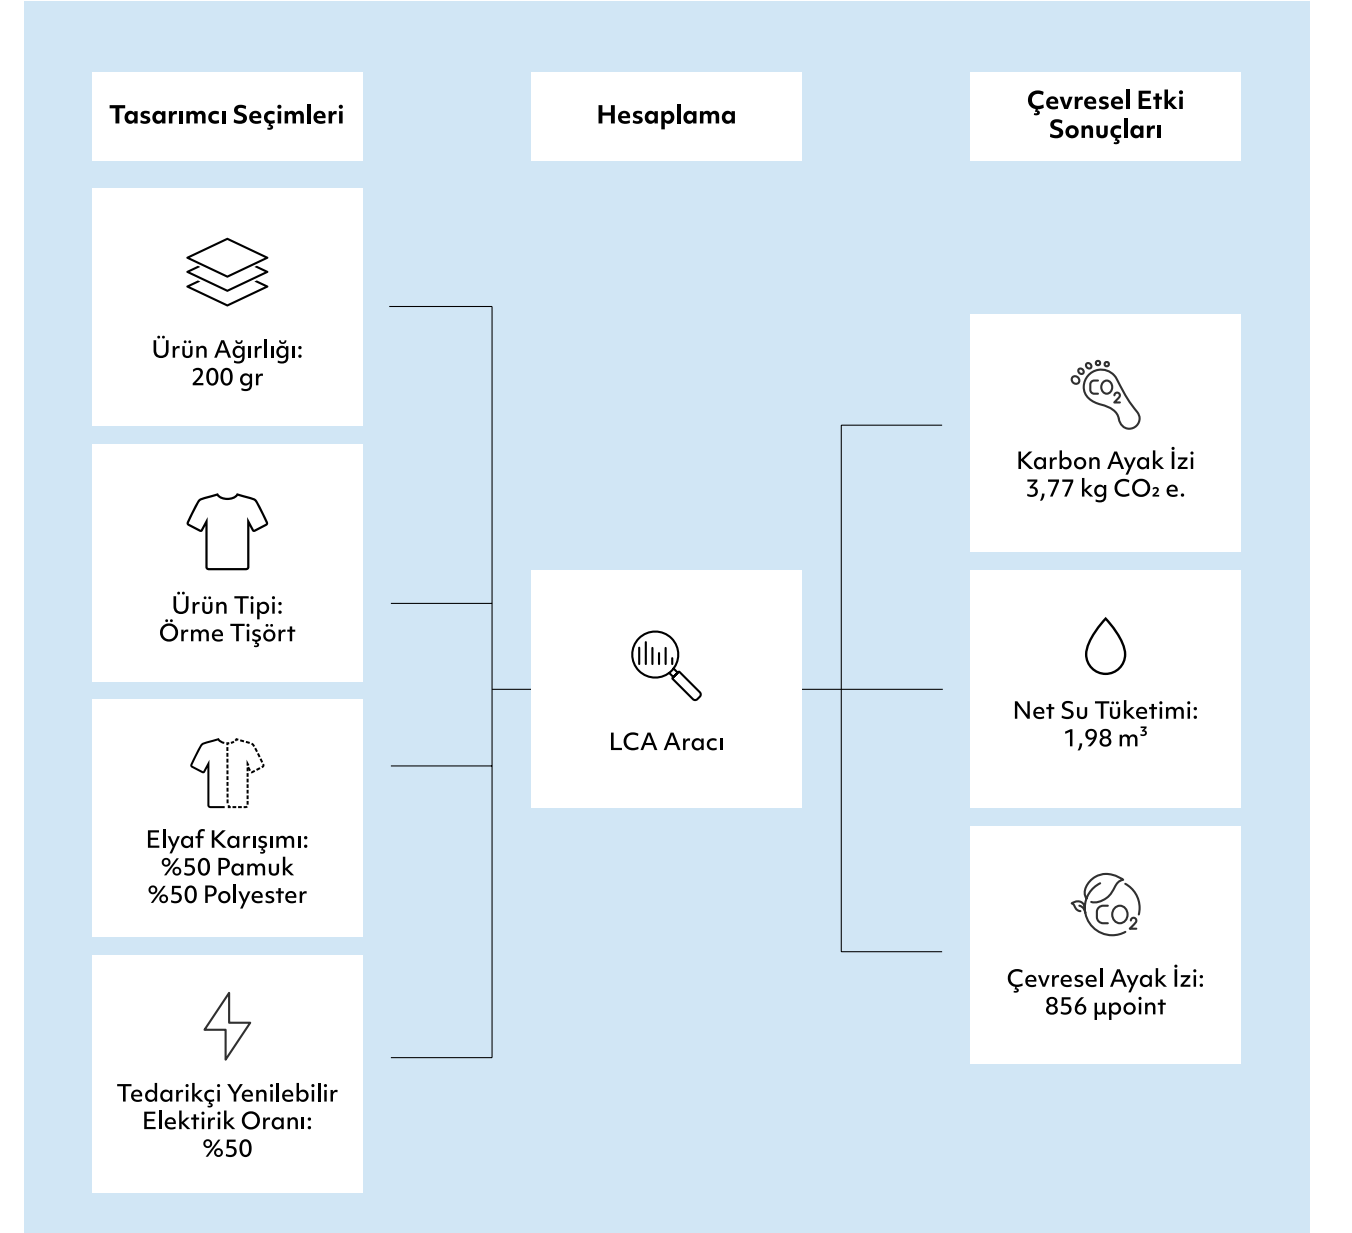 Tasarımcı Seçimleri
Hesaplama
Çevresel Etki
Sonuçları
Ürün Ağırlığı:
200 gr
Ürün Tipi:
Örme Tişört
Elyaf Karışımı:
%50 Pamuk
%50 Polyester
Tedarikçi Yenilebilir
Elektirik Oranı:
%50
LCA Aracı
CO₂
Karbon Ayak İzi
3,77 kg CO₂ e.
Net Su Tüketimi:
1,98 m³
CO₂
Çevresel Ayak İzi:
856 µpoint